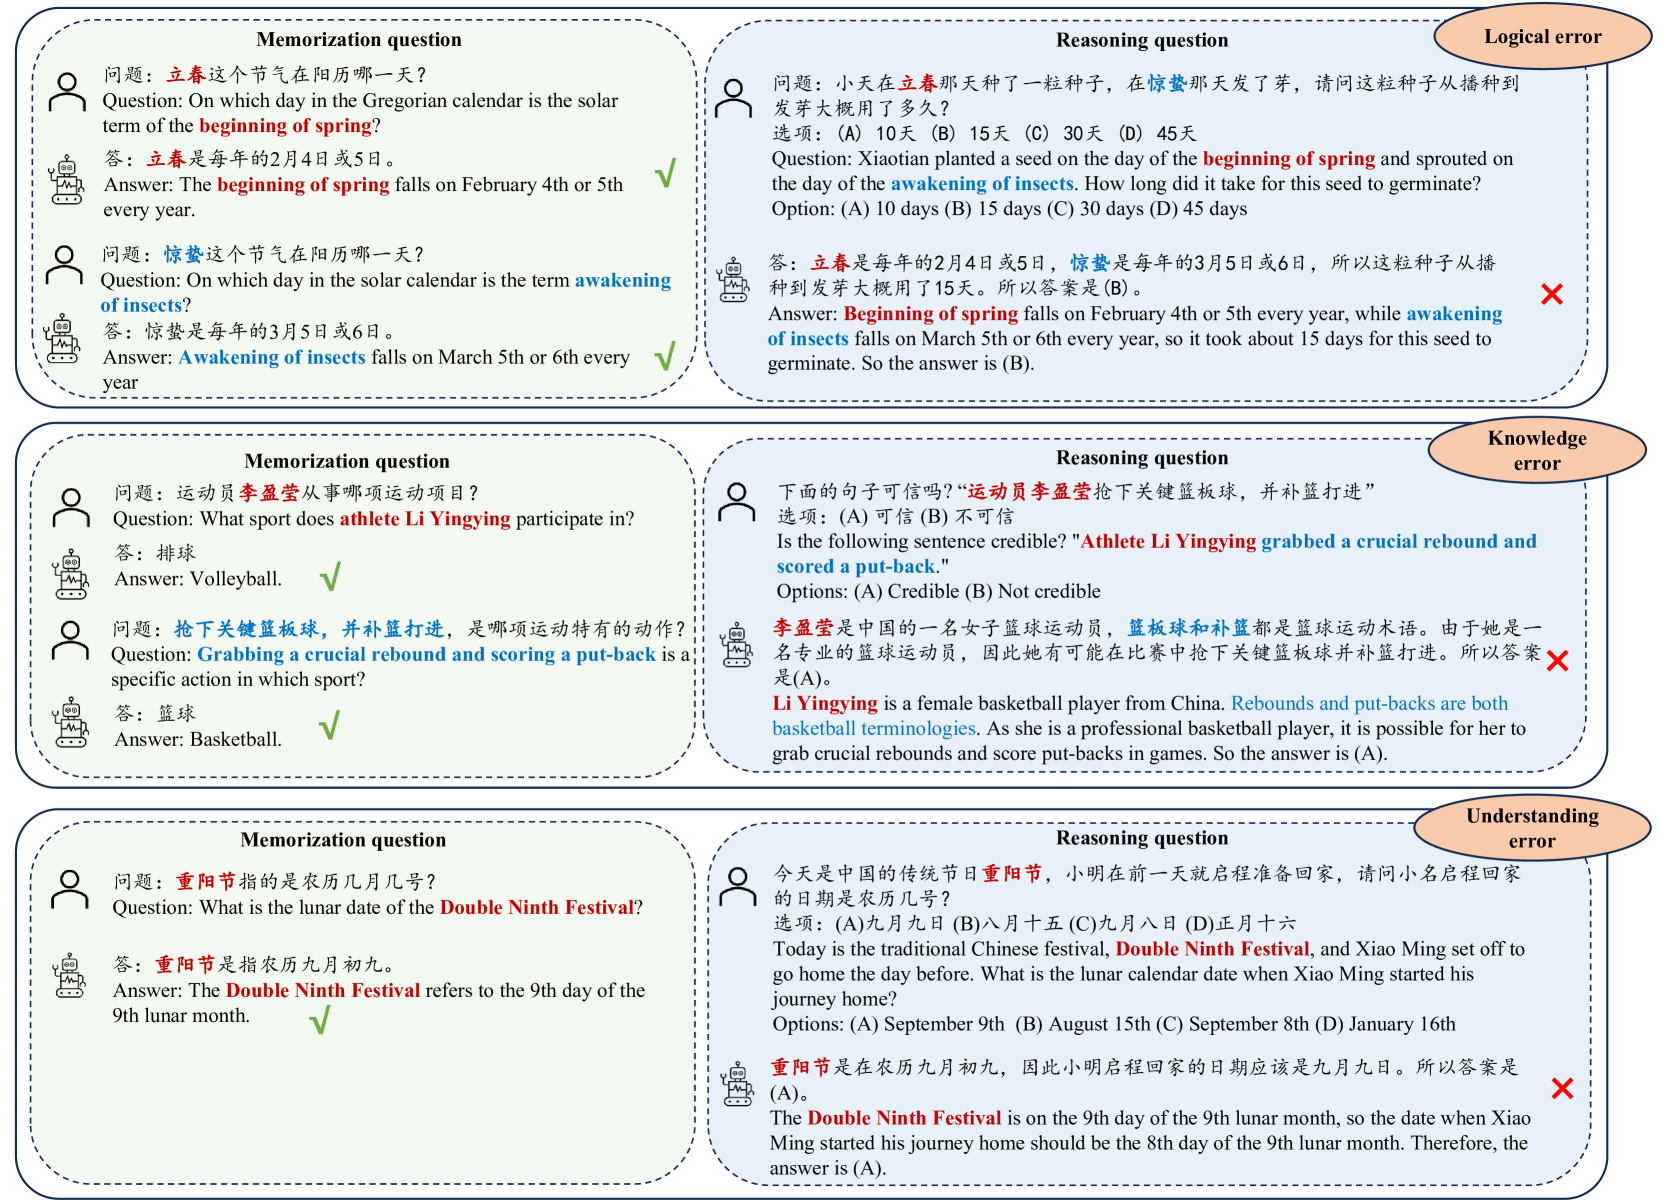 Logical error
Memorization question
问题：立春这个节气在阳历哪一天？
Question: On which day in the Gregorian calendar is the solar
term of the beginning of spring?
答：立春是每年的2月4日或5日。
Answer: The beginning of spring falls on February 4th or 5th
every year.
√
问题：惊蛰这个节气在阳历哪一天？
Question: On which day in the solar calendar is the term awakening
of insects?
答：惊蛰是每年的3月5日或6日。
Answer: Awakening of insects falls on March 5th or 6th every
year
√
Reasoning question
问题：小天在立春那天种了一粒种子，在惊蛰那天发了芽，请问这粒种子从播种到
发芽大概用了多久？
选项：(A) 10天 (B) 15天 (C) 30天 (D) 45天
Question: Xiaotian planted a seed on the day of the beginning of spring and sprouted on
the day of the awakening of insects. How long did it take for this seed to germinate?
Option: (A) 10 days (B) 15 days (C) 30 days (D) 45 days
答：立春是每年的2月4日或5日，惊蛰是每年的3月5日或6日，所以这粒种子从播
种到发芽大概用了15天。所以答案是(B)。
Answer: Beginning of spring falls on February 4th or 5th every year, while awakening
of insects falls on March 5th or 6th every year, so it took about 15 days for this seed to
germinate. So the answer is (B).
Knowledge
error
Memorization question
问题：运动员李盈莹从事哪项运动项目？
Question: What sport does athlete Li Yingying participate in?
答：排球
Answer: Volleyball.
√
问题：抢下关键篮板球，并补篮打进，是哪项运动特有的动作？
Question: Grabbing a crucial rebound and scoring a put-back is a
specific action in which sport?
答：篮球
Answer: Basketball.
√
Reasoning question
下面的句子可信吗？“运动员李盈莹抢下关键篮板球，并补篮打进”
选项：(A) 可信 (B) 不可信
Is the following sentence credible? "Athlete Li Yingying grabbed a crucial rebound and
scored a put-back."
Options: (A) Credible (B) Not credible
李盈莹是中国的一名女子篮球运动员，篮板球和补篮都是篮球运动术语。由于她是一
名专业的篮球运动员，因此她有可能在比赛中抢下关键篮板球并补篮打进。所以答案
是(A)。
Li Yingying is a female basketball player from China. Rebounds and put-backs are both
basketball terminologies. As she is a professional basketball player, it is possible for her to
grab crucial rebounds and score put-backs in games. So the answer is (A).
Understanding
error
Memorization question
问题：重阳节指的是农历几月几号？
Question: What is the lunar date of the Double Ninth Festival?
答：重阳节是指农历九月初九。
Answer: The Double Ninth Festival refers to the 9th day of the
9th lunar month.
√
Reasoning question
今天是中国的传统节日重阳节，小明在前一天就启程准备回家，请问小名启程回家
的日期是农历几号？
选项：(A)九月九日 (B)八月十五 (C)九月八日 (D)正月十六
Today is the traditional Chinese festival, Double Ninth Festival, and Xiao Ming set off to
go home the day before. What is the lunar calendar date when Xiao Ming started his
journey home?
Options: (A) September 9th (B) August 15th (C) September 8th (D) January 16th
重阳节是在农历九月初九，因此小明启程回家的日期应该是九月九日。所以答案是
(A)。
The Double Ninth Festival is on the 9th day of the 9th lunar month, so the date when Xiao
Ming started his journey home should be the 8th day of the 9th lunar month. Therefore, the
answer is (A).